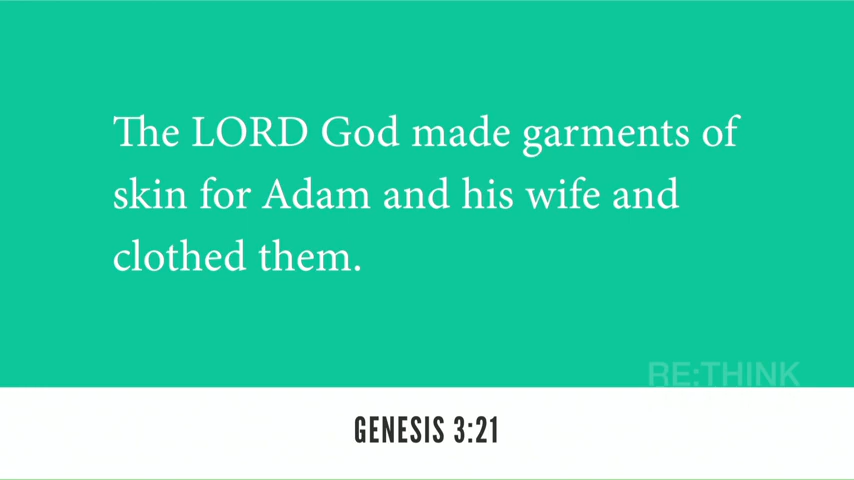 The LORD God made garments of
skin for Adam and his wife and
clothed them.
RE:THINK
GENESIS 3:21